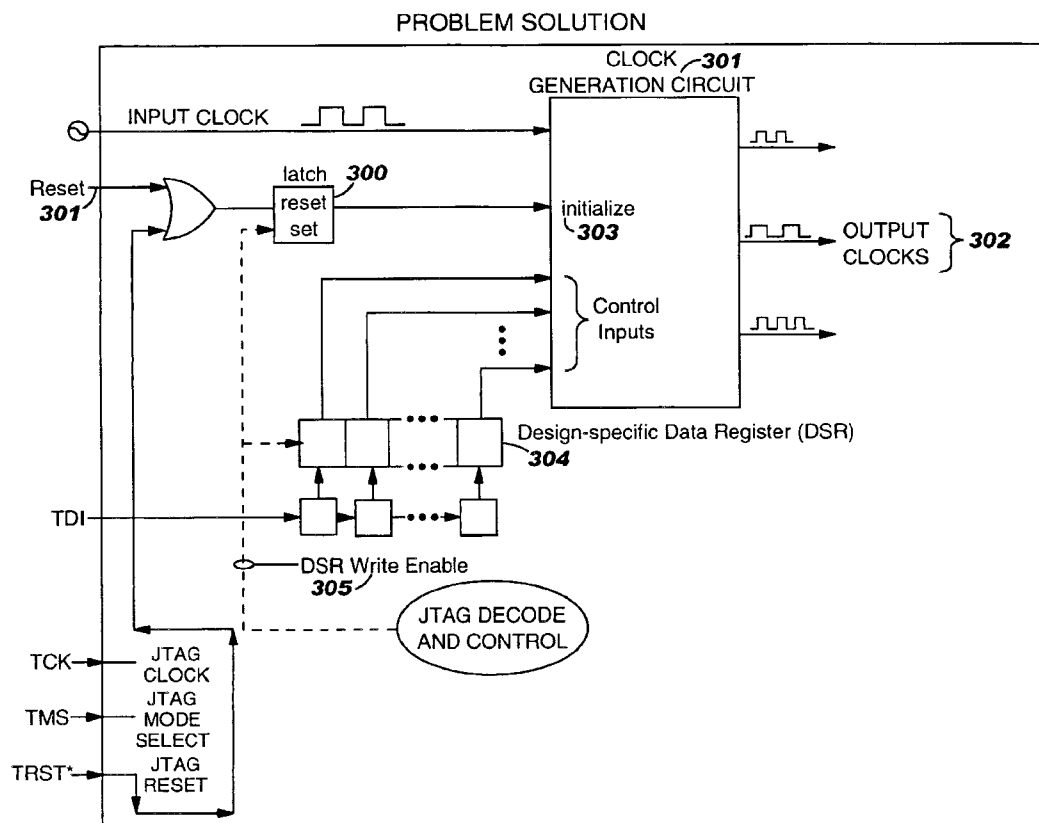 PROBLEM SOLUTION
CLOCK 301
GENERATION CIRCUIT
INPUT CLOCK
latch
300
Reset
301
reset
set
initialize
303
OUTPUT
CLOCKS
302
Control
Inputs
Design-specific Data Register (DSR)
304
TDI
DSR Write Enable
305
JTAG DECODE
AND CONTROL
TCK
JTAG
CLOCK
TMS
JTAG
MODE
SELECT
TRST*
JTAG
RESET